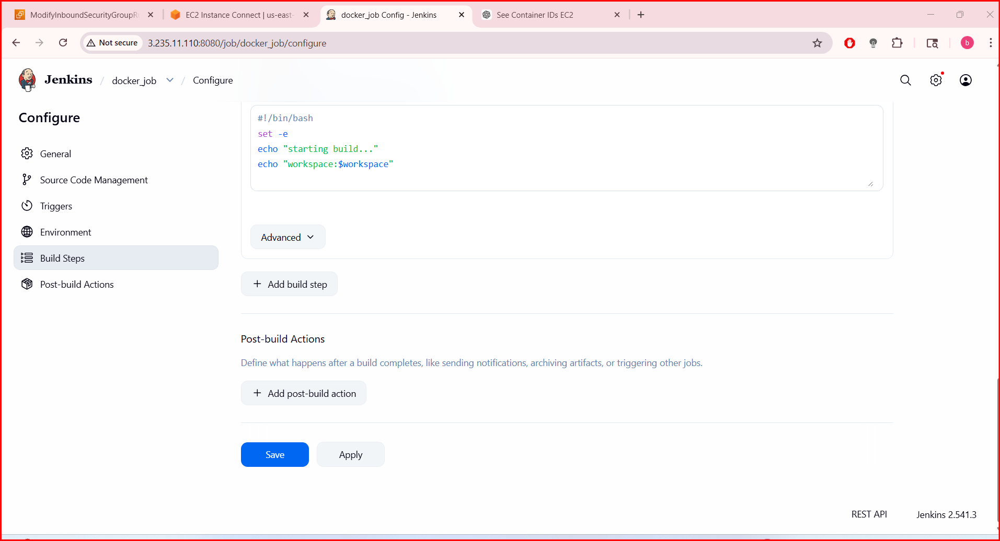 ModifyInboundSecurityGroupR
EC2 Instance Connect | us-east-
docker_job Config - Jenkins
See Container IDs EC2
Not secure
3.235.11.110:8080/job/docker_job/configure
b
Jenkins / docker_job / Configure
Configure
General
Source Code Management
Triggers
Environment
Build Steps
Post-build Actions
#!/bin/bash
set -e
echo "starting build..."
echo "workspace:$workspace"
Advanced
Add build step
Post-build Actions
Define what happens after a build completes, like sending notifications, archiving artifacts, or triggering other jobs.
Add post-build action
Save
Apply
REST API
Jenkins 2.541.3